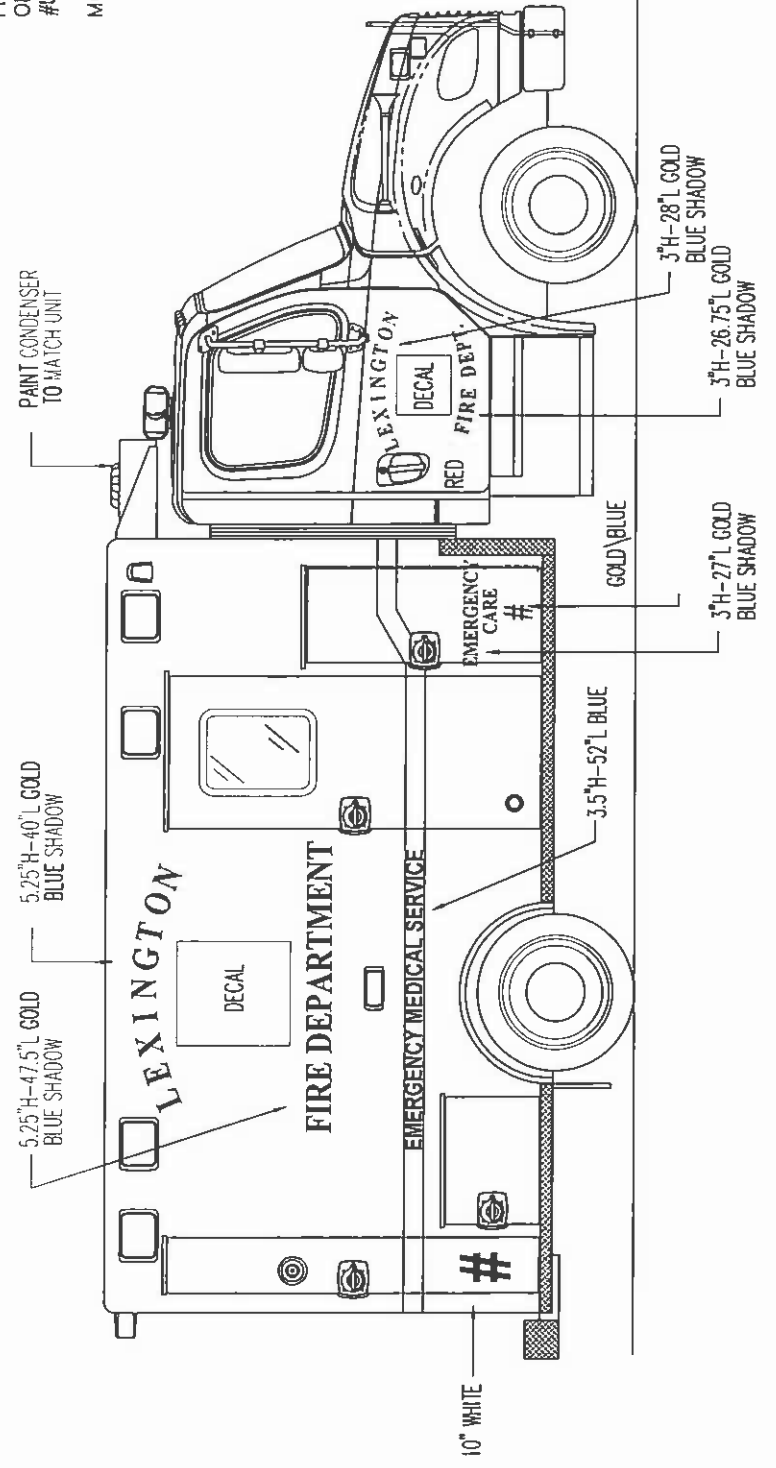 PAINT CONDENSER
TO MATCH UNIT
5.25"H-40"L GOLD
BLUE SHADOW
5.25"H-47.5"L GOLD
BLUE SHADOW
LEXINGTON
DECAL
FIRE DEPARTMENT
EMERGENCY MEDICAL SERVICE
#
10" WHITE
EMERGENCY
CARE
#
LEXINGTON
DECAL
FIRE DEPT.
RED
3.5"H-52"L BLUE
GOLD\BLUE
3"H-27"L GOLD
BLUE SHADOW
3"H-26.75"L GOLD
BLUE SHADOW
3"H-28"L GOLD
BLUE SHADOW
M